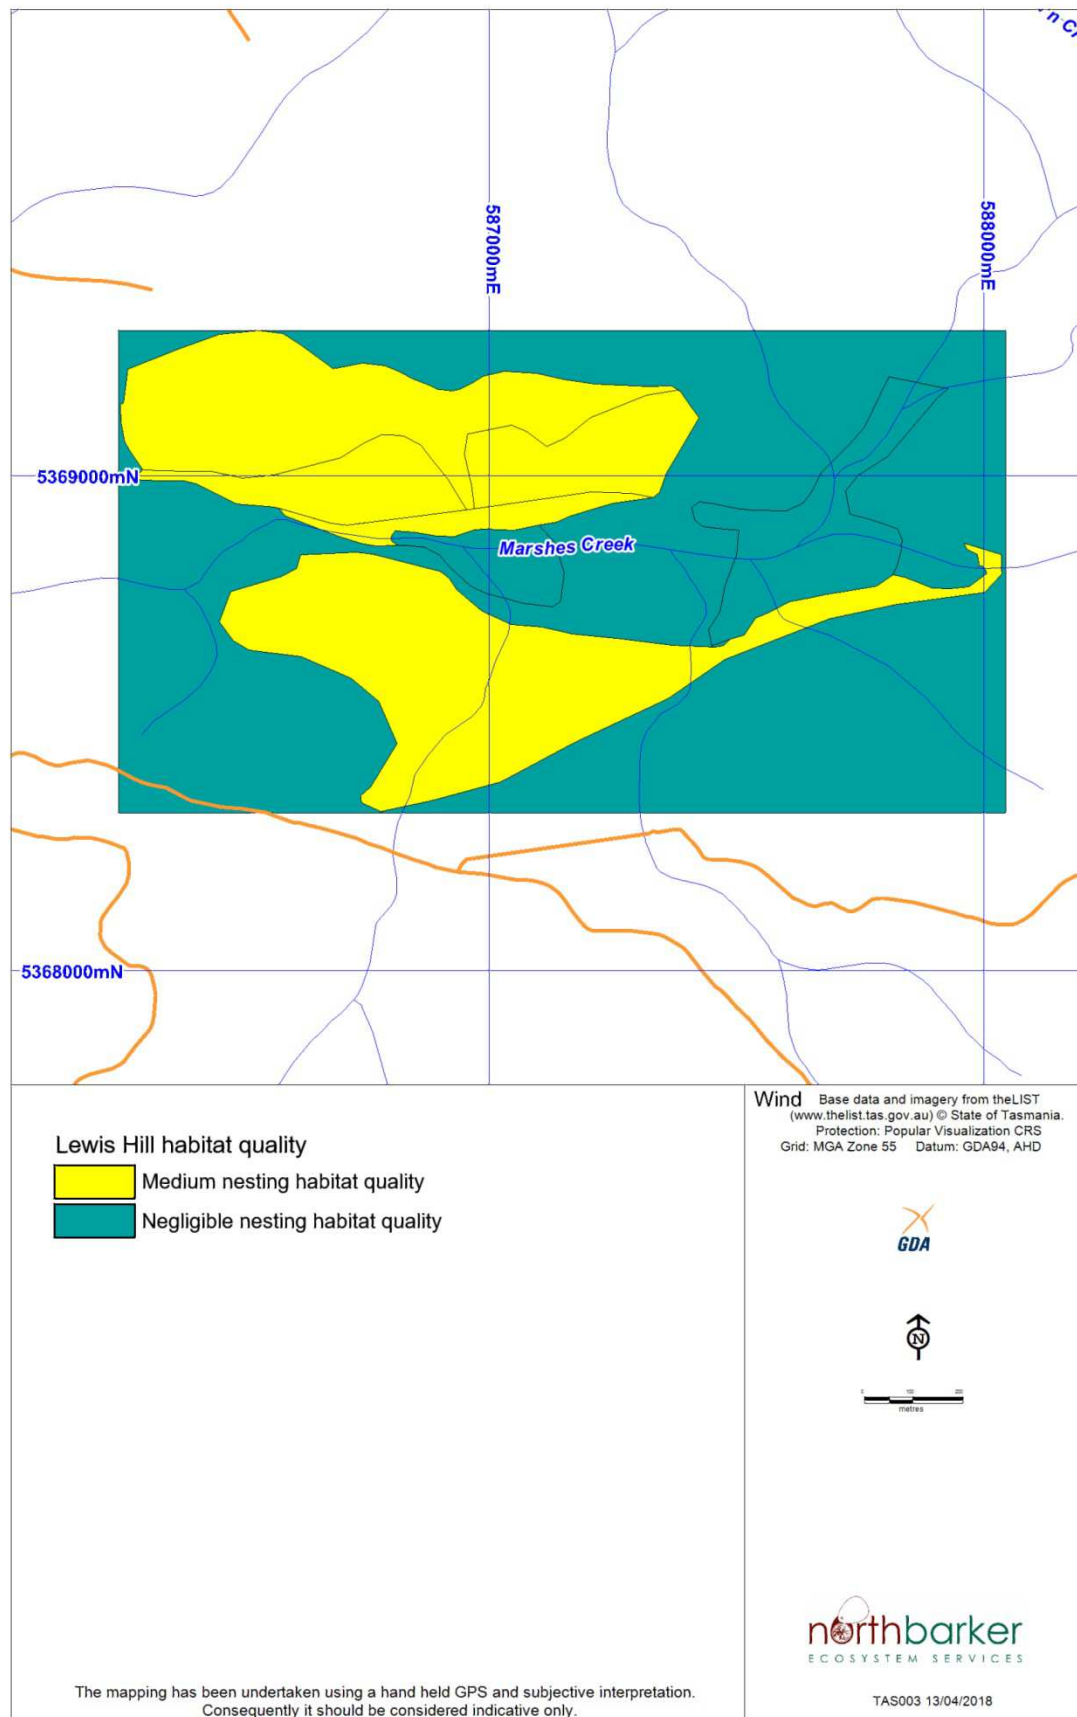 587000mE
588000mE
5369000mN
Marshes Creek
5368000mN
Lewis Hill habitat quality
Medium nesting habitat quality
Negligible nesting habitat quality
The mapping has been undertaken using a hand held GPS and subjective interpretation.
Consequently it should be considered indicative only.
Wind Base data and imagery from theLIST
(www.thelist.tas.gov.au) © State of Tasmania.
Protection: Popular Visualization CRS
Grid: MGA Zone 55 Datum: GDA94, AHD
GDA
N
0 100 200
metres
northbarker
ECOSYSTEM SERVICES
TAS003 13/04/2018